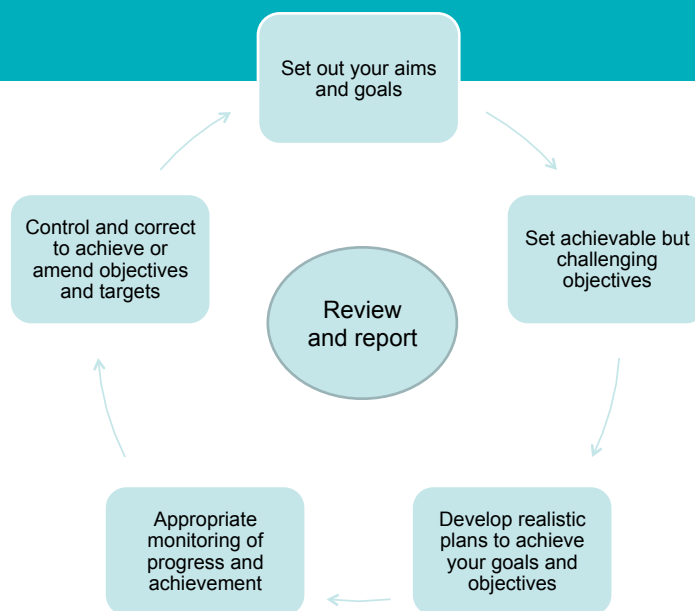 Set out your aims
and goals
Set achievable but
challenging
objectives
Develop realistic
plans to achieve
your goals and
objectives
Appropriate
monitoring of
progress and
achievement
Control and correct
to achieve or
amend objectives
and targets
Review
and report